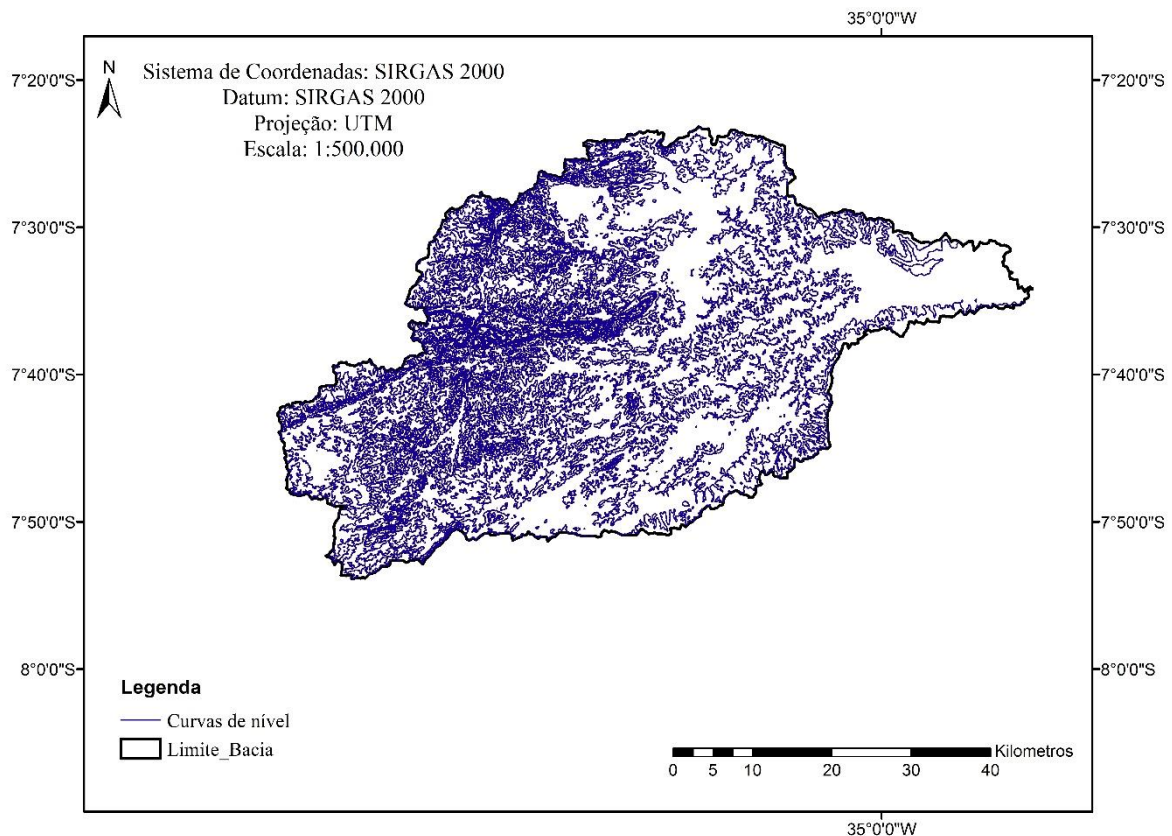 35°0'0"W
7°20'0"S
7°20'0"S
N
Sistema de Coordenadas: SIRGAS 2000
Datum: SIRGAS 2000
Projeção: UTM
Escala: 1:500.000
7°30'0"S
7°30'0"S
7°40'0"S
7°40'0"S
7°50'0"S
7°50'0"S
8°0'0"S
8°0'0"S
Legenda
Curvas de nível
Limite_Bacia
Kilometros
0 5 10 20 30 40
35°0'0"W